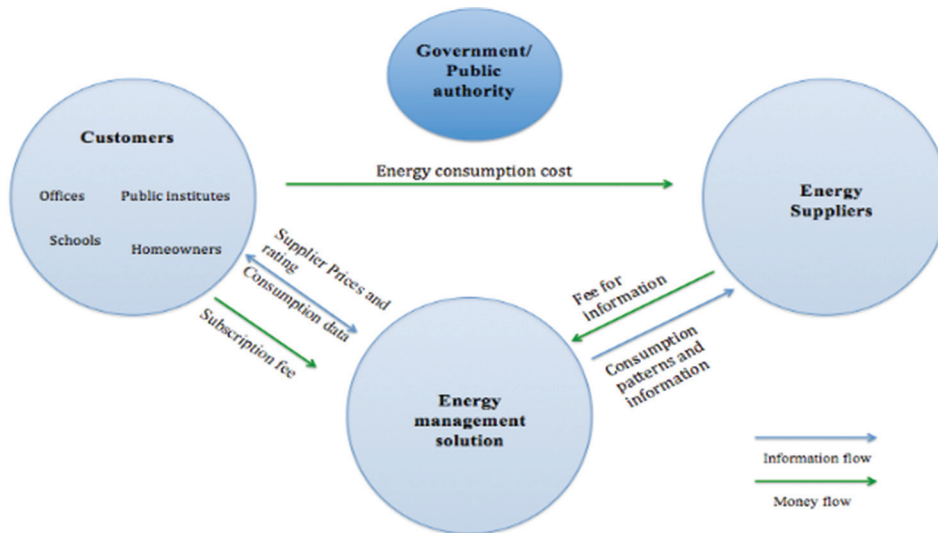 Government/
Public
authority
Customers
Offices
Public institutes
Schools
Homeowners
Energy consumption cost
Energy
Suppliers
Supplier Prices and
rating
Consumption data
Subscription fee
Fee for
information
Consumption
patterns and
information
Energy
management
solution
Information flow
Money flow